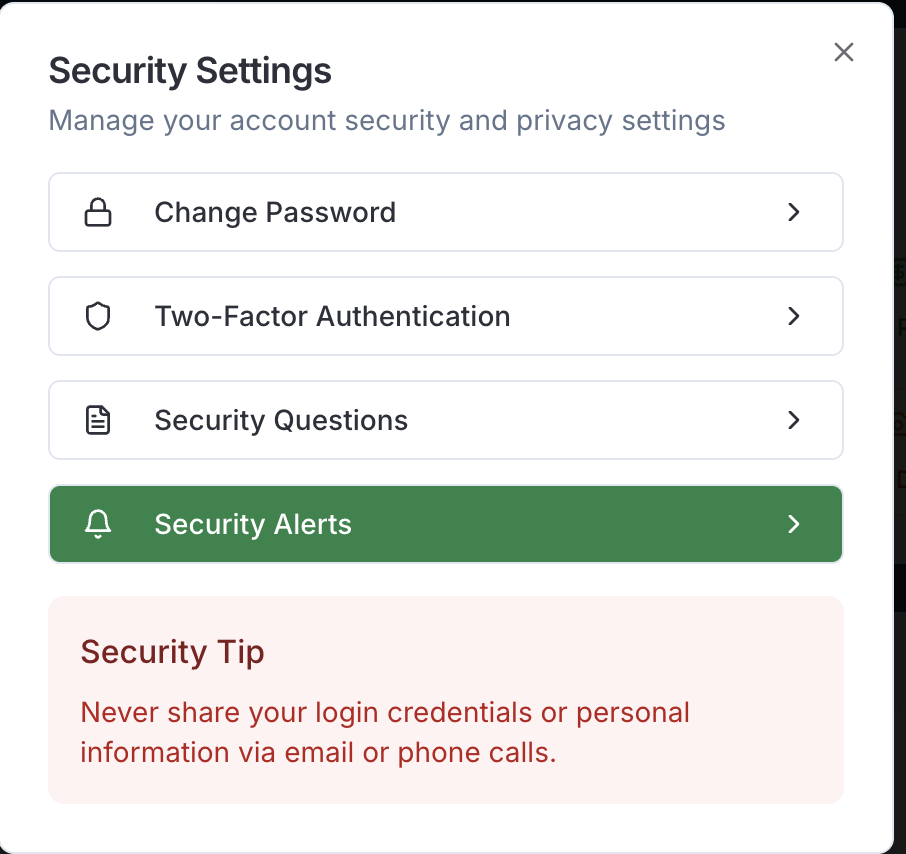 Security Settings
Manage your account security and privacy settings
Change Password
Two-Factor Authentication
Security Questions
Security Alerts
Security Tip
Never share your login credentials or personal
information via email or phone calls.